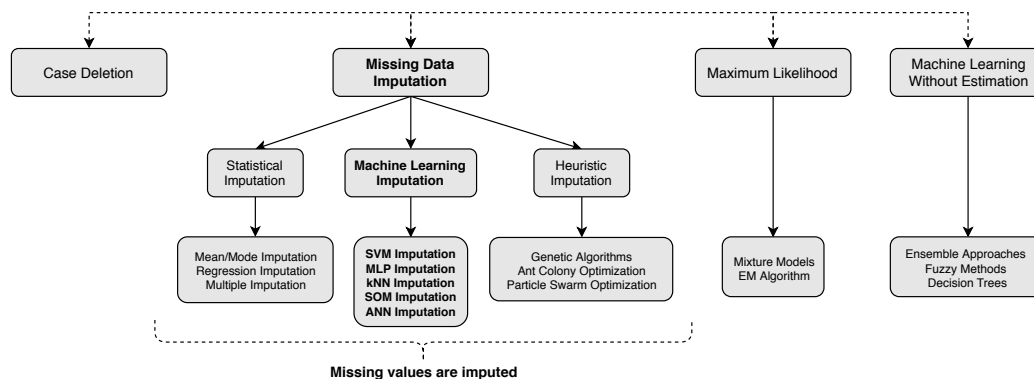 Case Deletion
Missing Data
Imputation
Maximum Likelihood
Machine Learning
Without Estimation
Statistical
Imputation
Machine Learning
Imputation
Heuristic
Imputation
Mean/Mode Imputation
Regression Imputation
Multiple Imputation
SVM Imputation
MLP Imputation
kNN Imputation
SOM Imputation
ANN Imputation
Genetic Algorithms
Ant Colony Optimization
Particle Swarm Optimization
Mixture Models
EM Algorithm
Ensemble Approaches
Fuzzy Methods
Decision Trees
Missing values are imputed